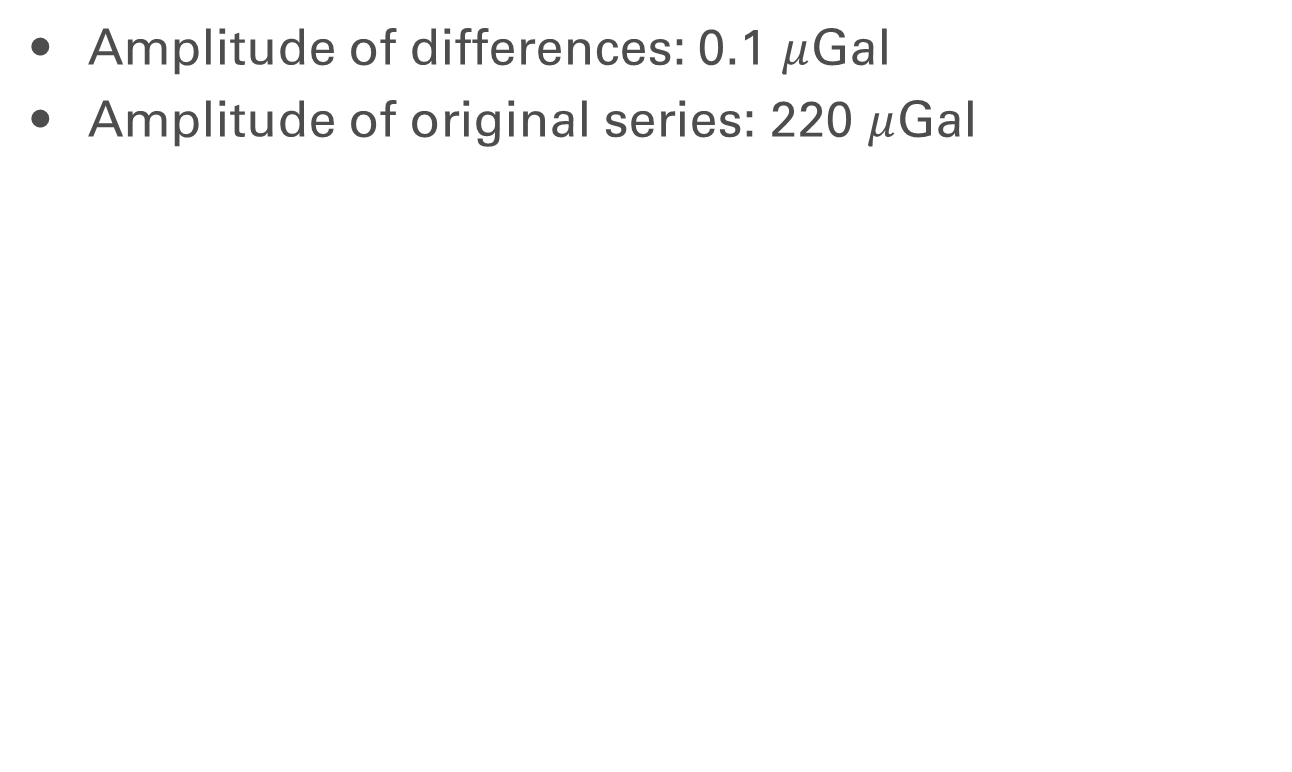 • Amplitude of differences: 0.1 μGal
• Amplitude of original series: 220 μGal